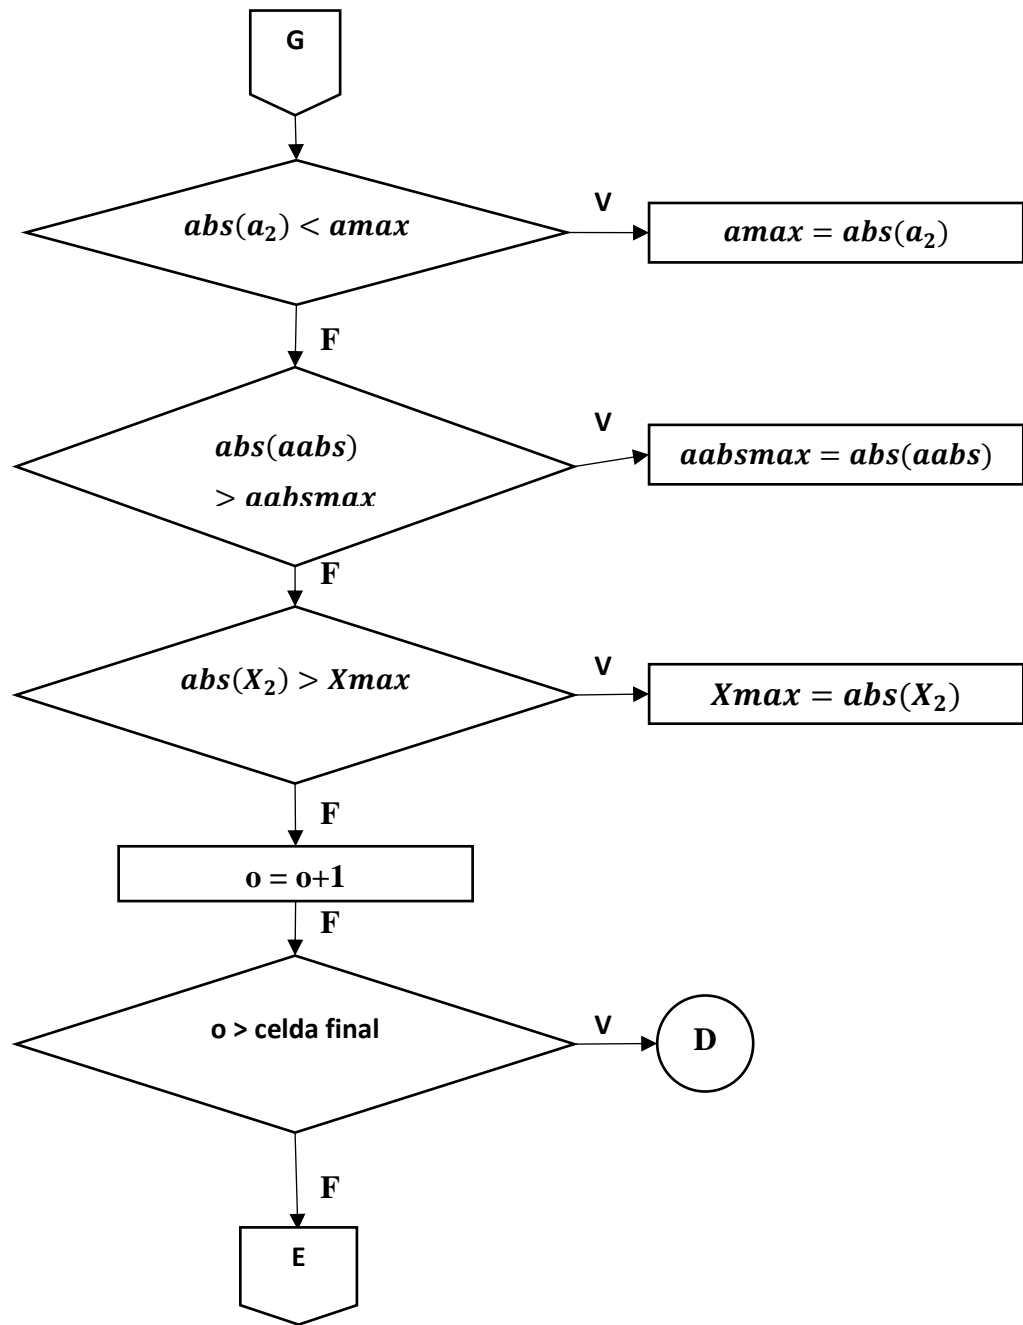 G
abs(a₂) < amax
V
amax = abs(a₂)
F
abs(aabs)
> aabsmax
V
aabsmax = abs(aabs)
F
abs(X₂) > Xmax
V
Xmax = abs(X₂)
F
o = o+1
F
o > celda final
V
D
F
E